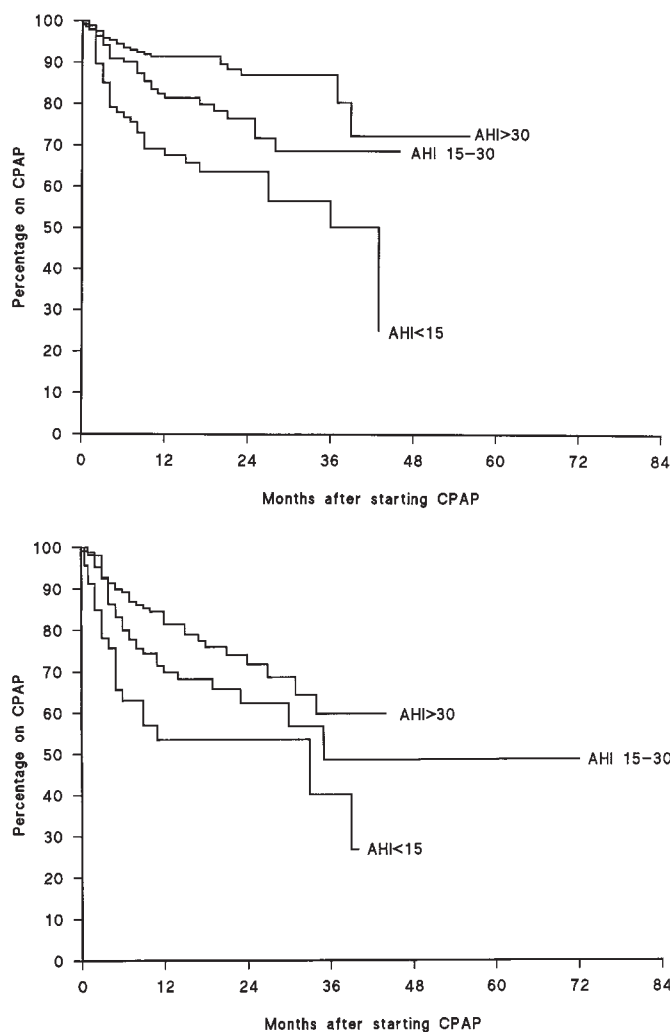 100
90
80
70
60
50
40
30
20
10
0
Percentage on CPAP
AHI>30
AHI 15-30
AHI<15
0 12 24 36 48 60 72 84
Months after starting CPAP
100
90
80
70
60
50
40
30
20
10
0
Percentage on CPAP
AHI>30
AHI 15-30
AHI<15
0 12 24 36 48 60 72 84
Months after starting CPAP